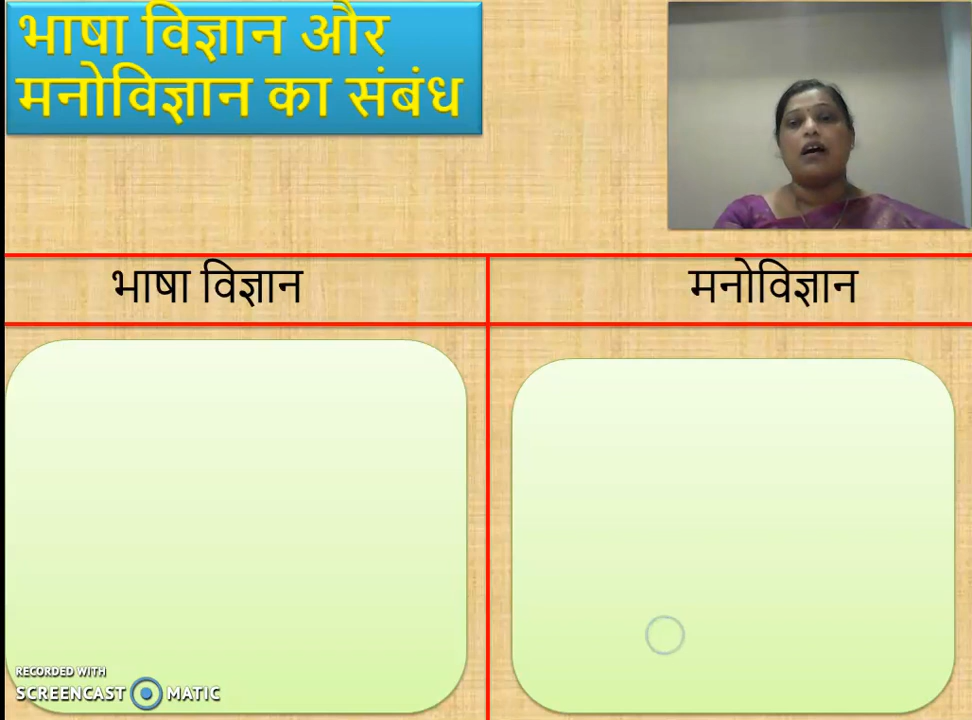 भाषा विज्ञान और
मनोविज्ञान का संबंध
भाषा विज्ञान
मनोविज्ञान
RECORDED WITH
SCREENCAST MATIC